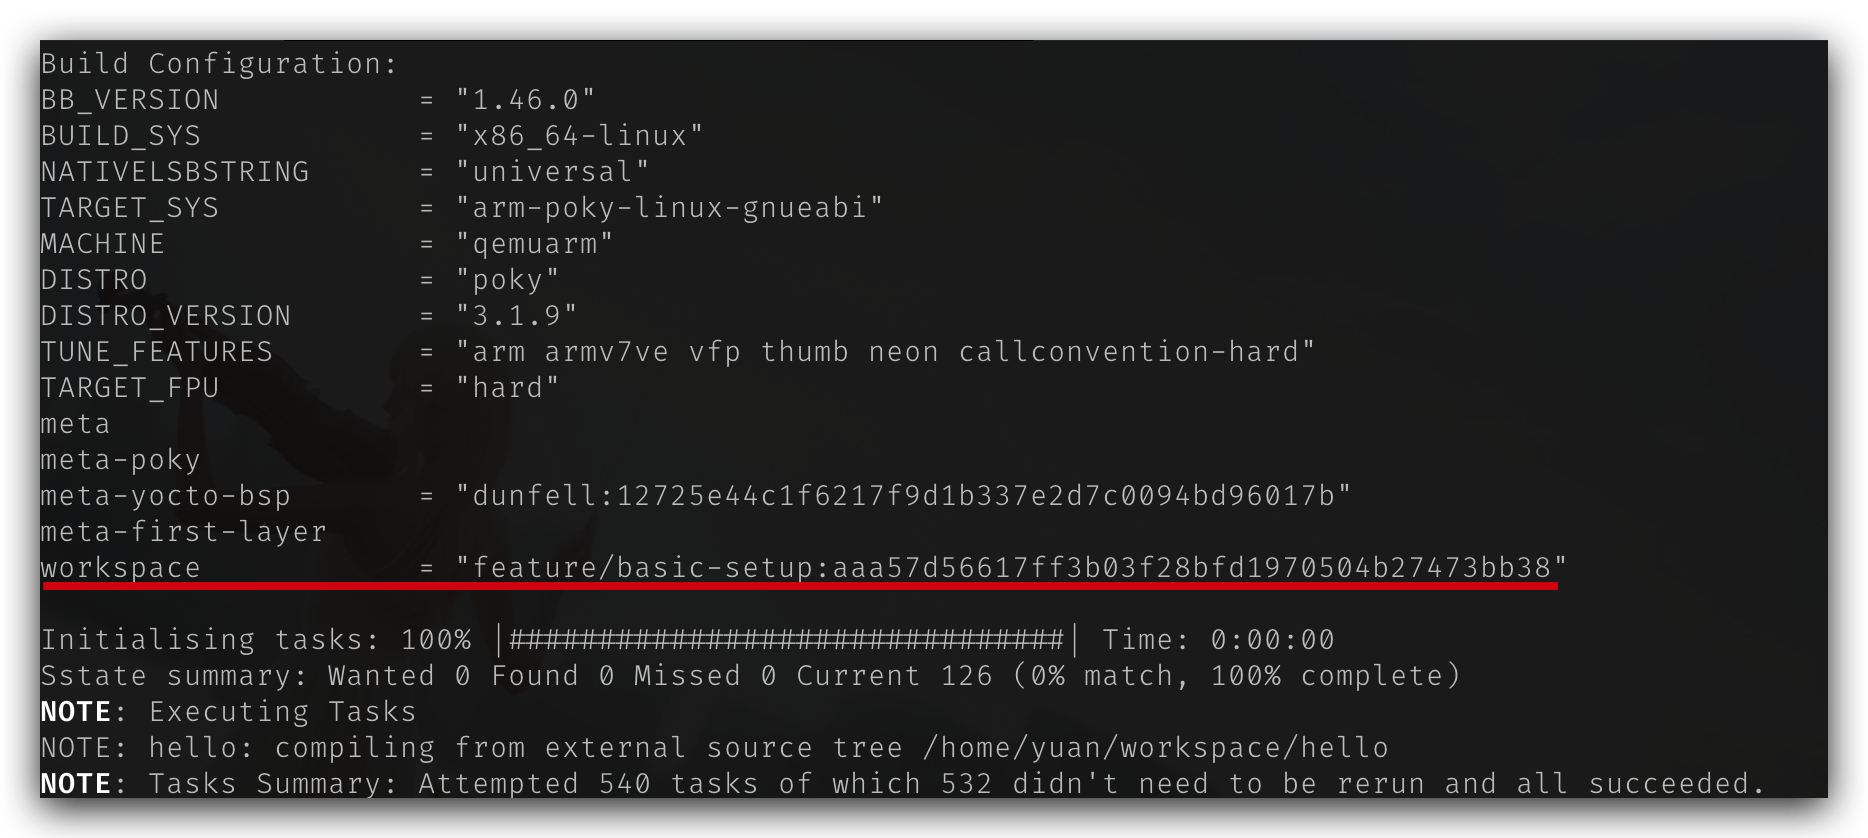 Build Configuration:
BB_VERSION           = "1.46.0"
BUILD_SYS            = "x86_64-linux"
NATIVELSBSTRING      = "universal"
TARGET_SYS           = "arm-poky-linux-gnueabi"
MACHINE              = "qemuarm"
DISTRO               = "poky"
DISTRO_VERSION       = "3.1.9"
TUNE_FEATURES        = "arm armv7ve vfp thumb neon callconvention-hard"
TARGET_FPU           = "hard"
meta
meta-poky
meta-yocto-bsp       = "dunfell:12725e44c1f6217f9d1b337e2d7c0094bd96017b"
meta-first-layer
workspace            = "feature/basic-setup:aaa57d56617ff3b03f28bfd1970504b27473bb38"
Initialising tasks: 100% |###############################| Time: 0:00:00
Sstate summary: Wanted 0 Found 0 Missed 0 Current 126 (0% match, 100% complete)
NOTE: Executing Tasks
NOTE: hello: compiling from external source tree /home/yuan/workspace/hello
NOTE: Tasks Summary: Attempted 540 tasks of which 532 didn't need to be rerun and all succeeded.